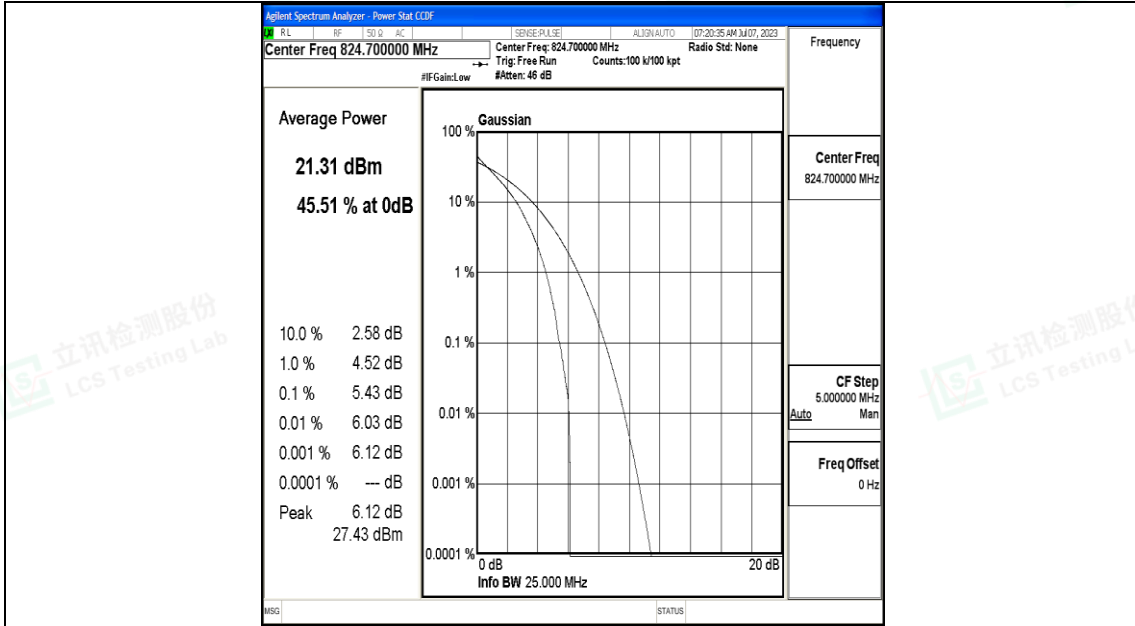 Agilent Spectrum Analyzer - Power Stat CCDF
RL RF 50 Ω AC SENSE:PULSE ALIGN AUTO 07:20:35 AM Jul 07, 2023
Center Freq 824.700000 MHz
Center Freq: 824.700000 MHz
Radio Std: None
Trig: Free Run Counts:100 k/100 kpt
#IFGain:Low
#Atten: 46 dB
Frequency
Average Power
21.31 dBm
45.51 % at 0dB
10.0 % 2.58 dB
1.0 % 4.52 dB
0.1 % 5.43 dB
0.01 % 6.03 dB
0.001 % 6.12 dB
0.0001 % --- dB
Peak 6.12 dB
27.43 dBm
Gaussian
100 %
10 %
1 %
0.1 %
0.01 %
0.001 %
0.0001 %
0 dB 20 dB
Info BW 25.000 MHz
Center Freq
824.700000 MHz
CF Step
5.000000 MHz
Auto Man
Freq Offset
0 Hz
MSG STATUS
立讯检测股份
LCS Testing Lab
立讯检测股份
LCS Testing L